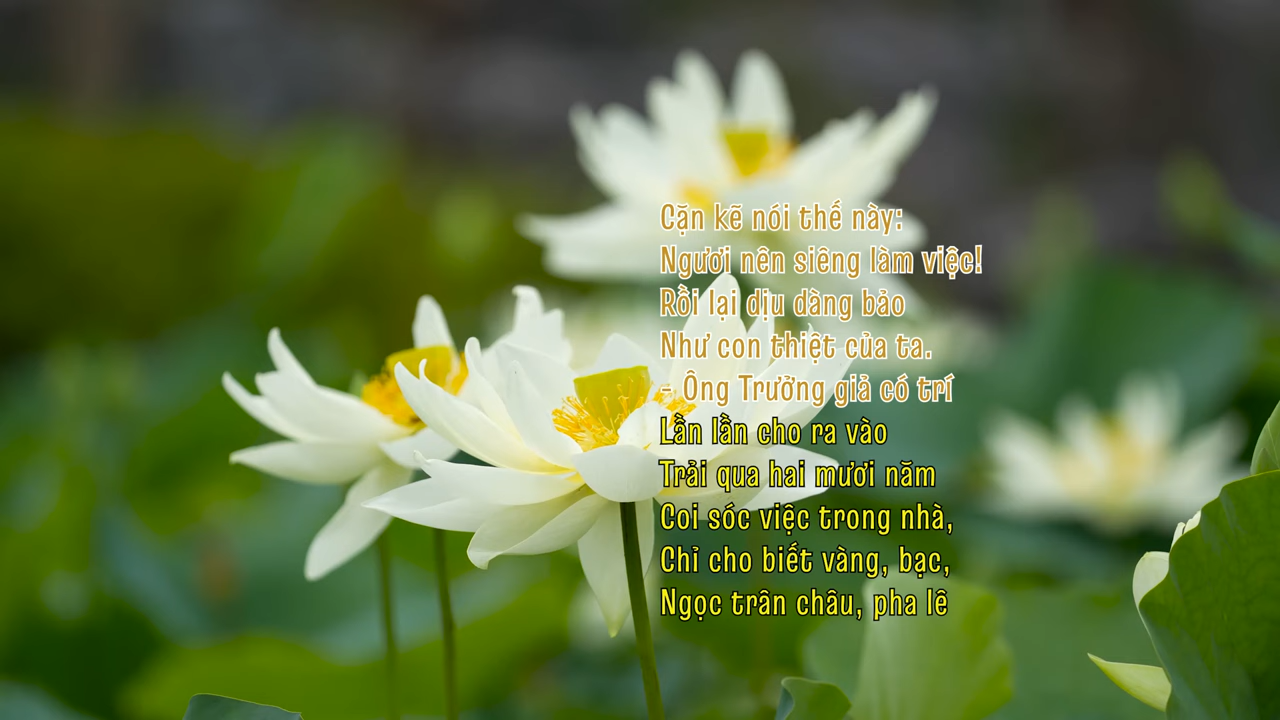 Cặn kẽ nói thế này:
Ngươi nên siêng làm việc!
Rồi lại dịu dàng bảo
Như con thiệt của ta.
- Ông Trưởng giả có trí
Lần lần cho ra vào
Trải qua hai mươi năm
Coi sóc việc trong nhà,
Chỉ cho biết vàng, bạc,
Ngọc trân châu, pha lê